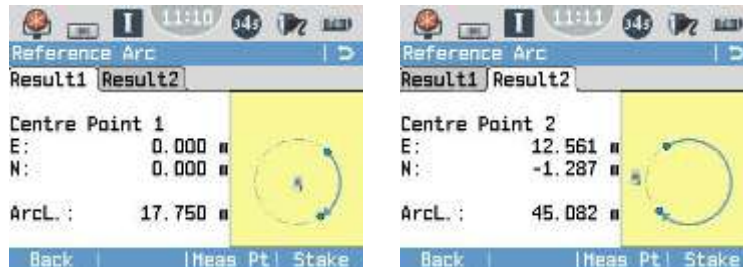 11:10
345
Reference Arc
Result1 Result2
Centre Point 1
E: 0.000 m
N: 0.000 m
ArcL.: 17.750 m
Back Meas Pt Stake
11:11
345
Reference Arc
Result1 Result2
Centre Point 2
E: 12.561 m
N: -1.287 m
ArcL.: 45.082 m
Back Meas Pt Stake